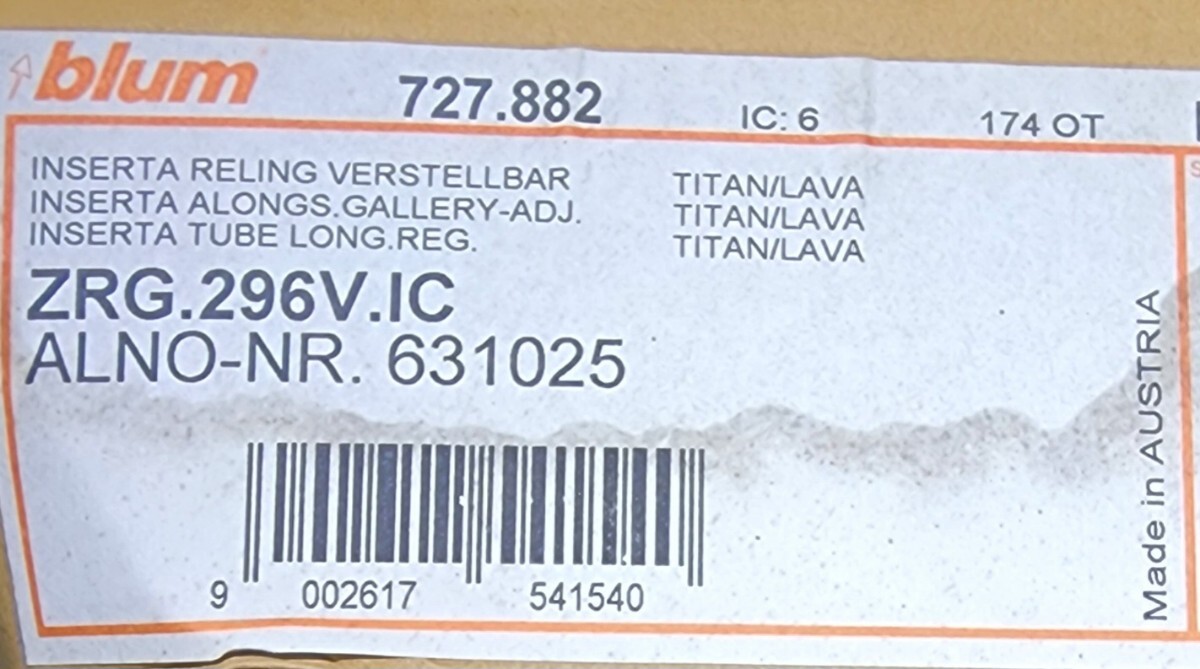 blum 727.882 IC: 6 174 OT
INSERTA RELING VERSTELLBAR TITAN/LAVA
INSERTA ALONGS.GALLERY-ADJ. TITAN/LAVA
INSERTA TUBE LONG.REG. TITAN/LAVA
ZRG.296V.IC
ALNO-NR. 631025
Made in AUSTRIA
9 002617 541540